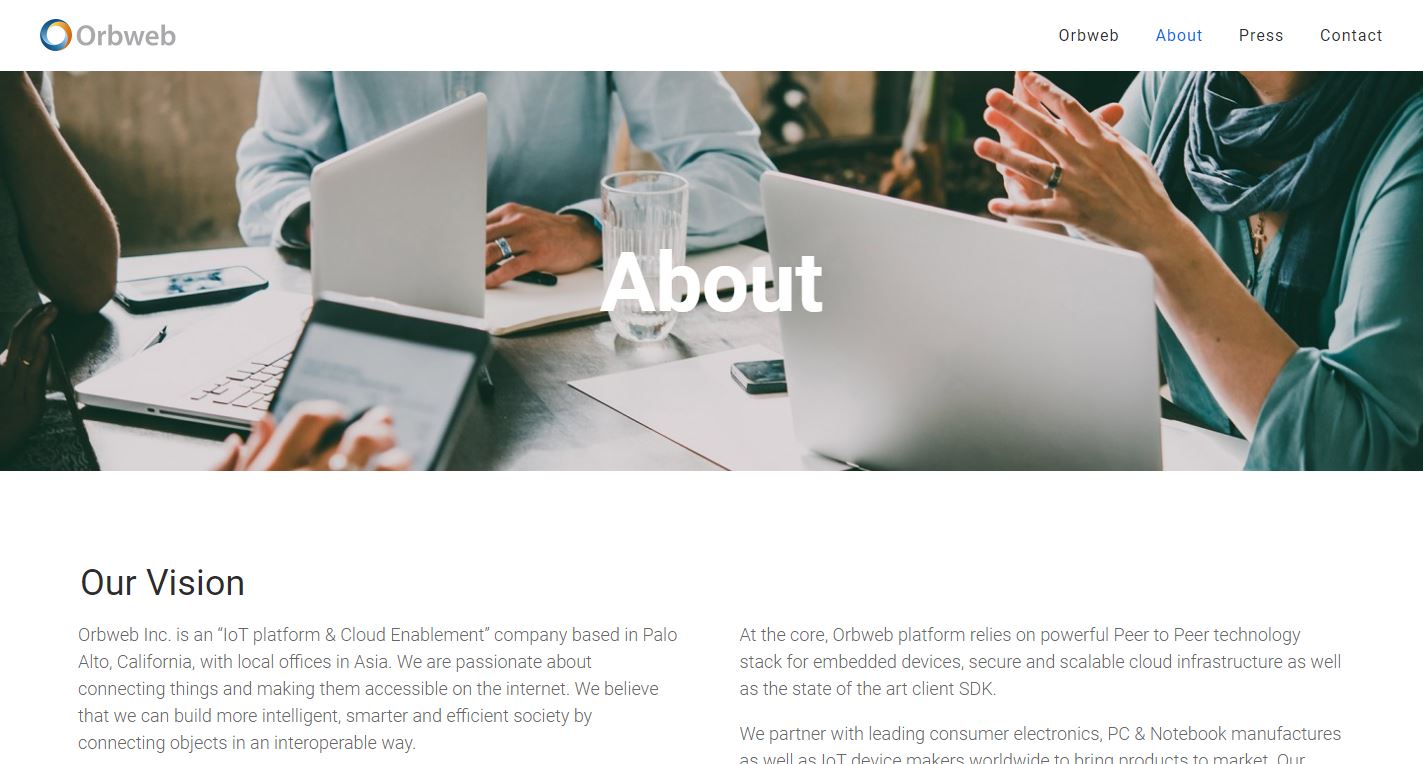 Orbweb
Orbweb About Press Contact
About
Our Vision
Orbweb Inc. is an “IoT platform & Cloud Enablement” company based in Palo
Alto, California, with local offices in Asia. We are passionate about
connecting things and making them accessible on the internet. We believe
that we can build more intelligent, smarter and efficient society by
connecting objects in an interoperable way.
At the core, Orbweb platform relies on powerful Peer to Peer technology
stack for embedded devices, secure and scalable cloud infrastructure as well
as the state of the art client SDK.
We partner with leading consumer electronics, PC & Notebook manufactures
as well as IoT device makers worldwide to bring products to market. Our